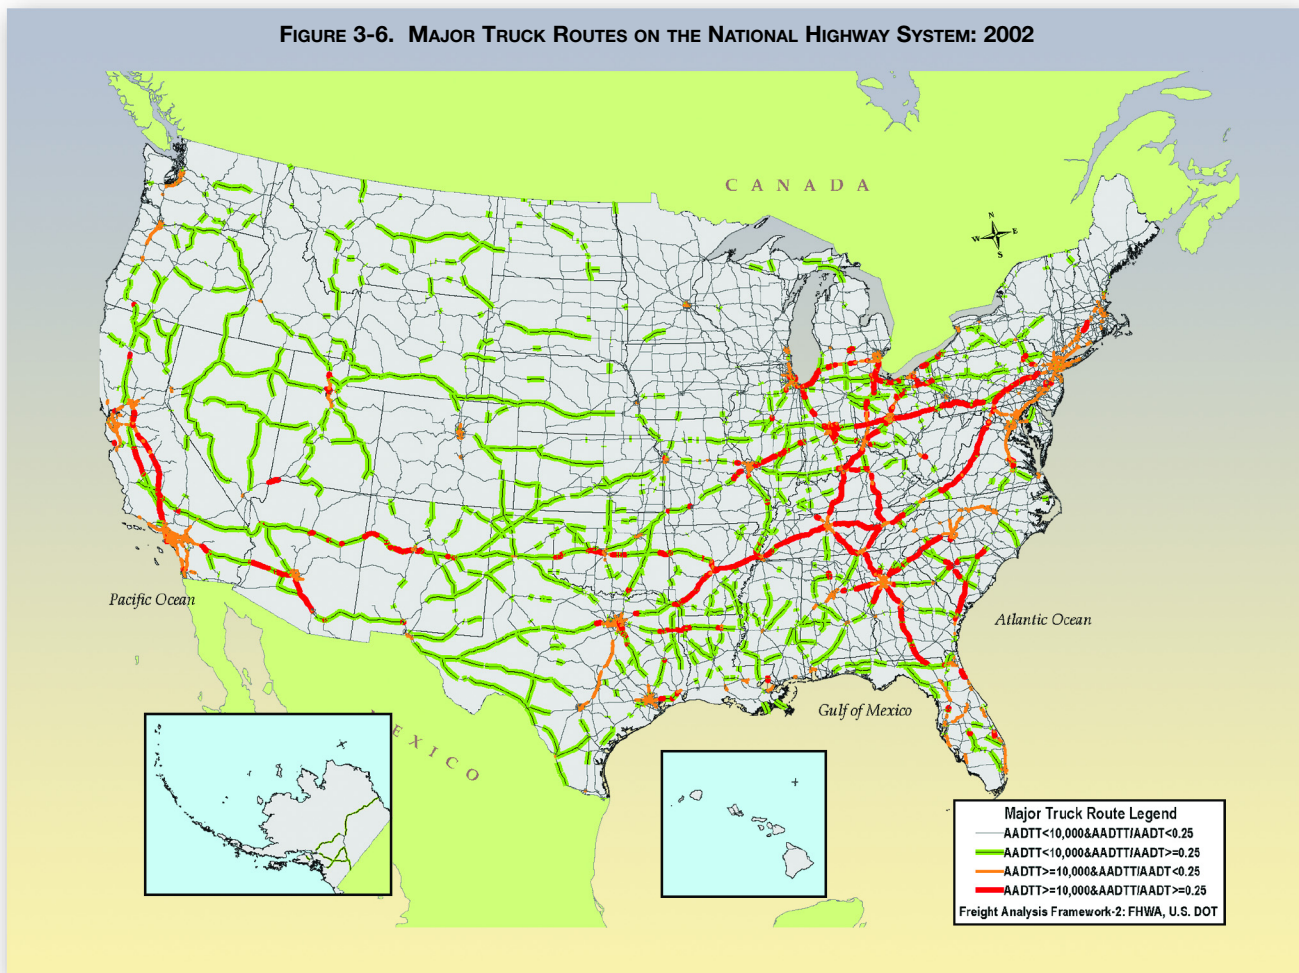 FIGURE 3-6. MAJOR TRUCK ROUTES ON THE NATIONAL HIGHWAY SYSTEM: 2002
CANADA
N
W E
S
Pacific Ocean
Atlantic Ocean
Gulf of Mexico
MEXICO
Major Truck Route Legend
AADTT<10,000&AADTT/AADT<0.25
AADTT<10,000&AADTT/AADT>=0.25
AADTT>=10,000&AADTT/AADT<0.25
AADTT>=10,000&AADTT/AADT>=0.25
Freight Analysis Framework-2: FHWA, U.S. DOT